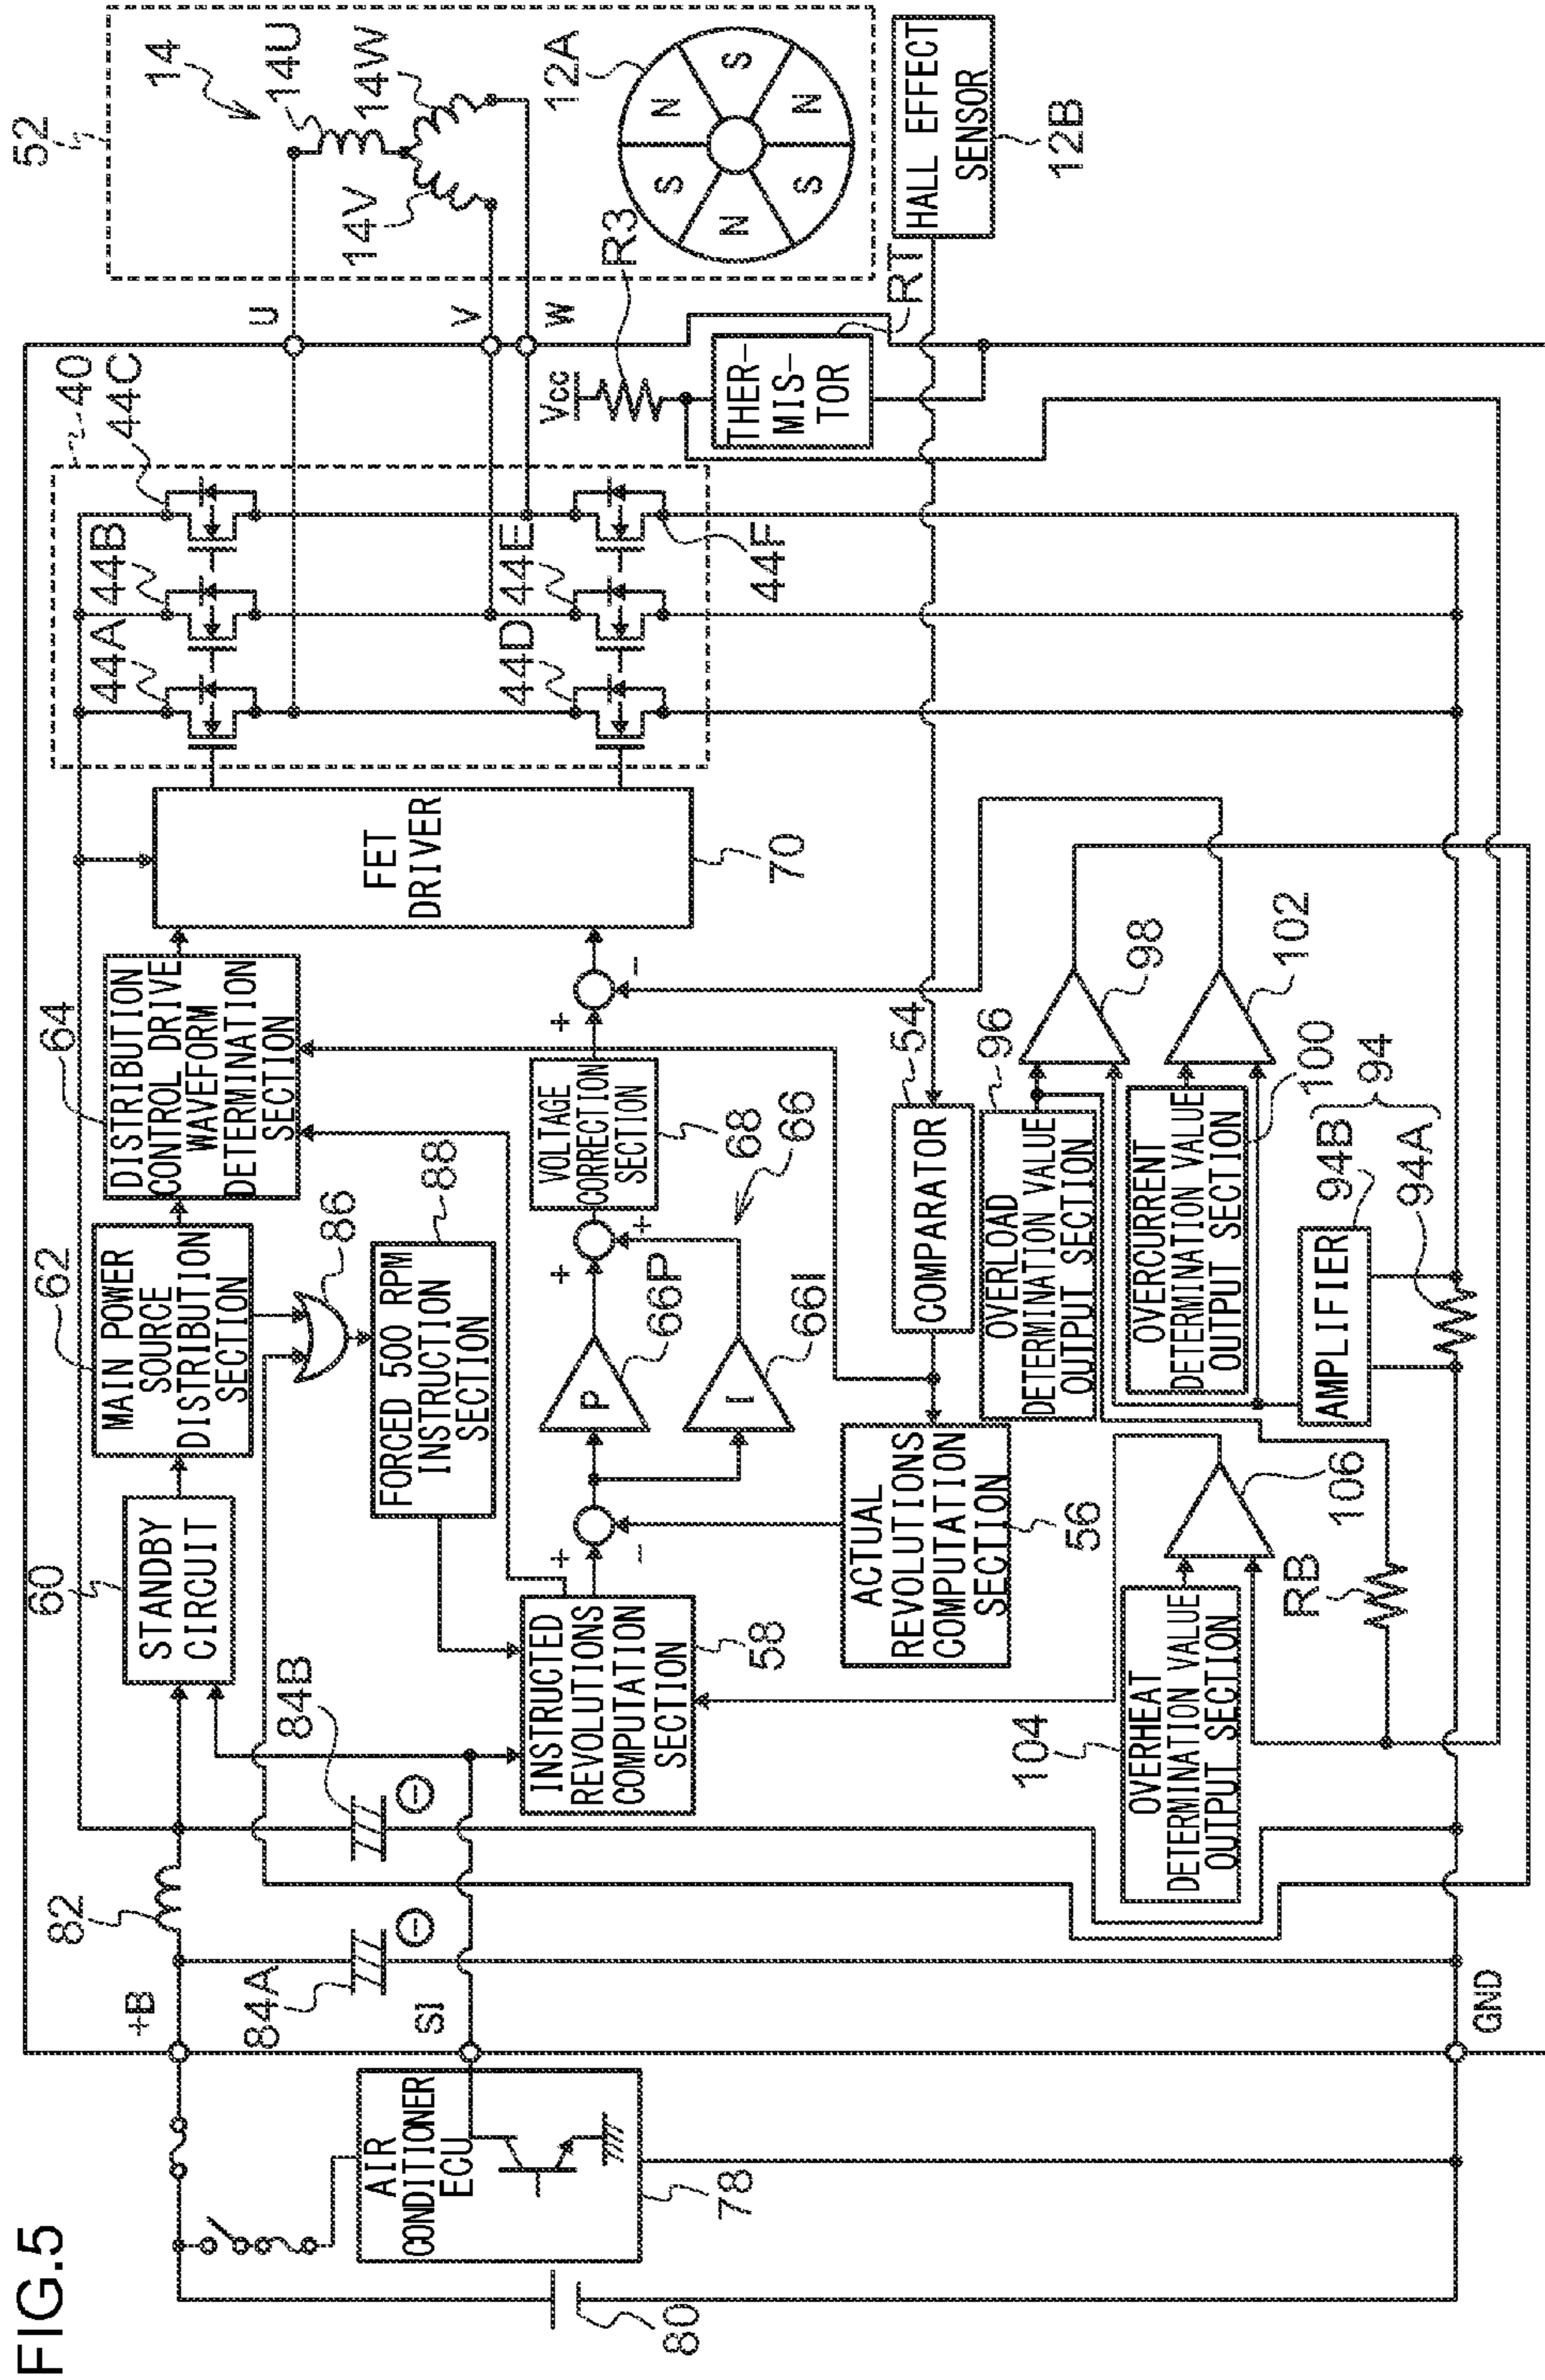 FIG.5
52
14
14U
14W
14V
12A
N
S
N
S
N
S
HALL EFFECT
SENSOR
12B
U
V
W
R3
RT
Vcc
THER-
MIS-
TOR
40
44C
44B
44A
44E
44D
44F
FET
DRIVER
70
64
DISTRIBUTION
CONTROL DRIVE
WAVEFORM
DETERMINATION
SECTION
62
MAIN POWER
SOURCE
DISTRIBUTION
SECTION
60
STANDBY
CIRCUIT
86
88
FORCED 500 RPM
INSTRUCTION
SECTION
+
-
VOLTAGE
CORRECTION
SECTION
68
66
+
+
P
66P
I
66I
+
-
INSTRUCTED
REVOLUTIONS
COMPUTATION
SECTION
58
54
COMPARATOR
ACTUAL
REVOLUTIONS
COMPUTATION
SECTION
56
96
OVERLOAD
DETERMINATION VALUE
OUTPUT SECTION
98
OVERCURRENT
DETERMINATION VALUE
OUTPUT SECTION
100
102
94
94B
94A
AMPLIFIER
104
OVERHEAT
DETERMINATION VALUE
OUTPUT SECTION
106
RB
82
84B
84A
+B
SI
GND
AIR
CONDITIONER
ECU
78
80